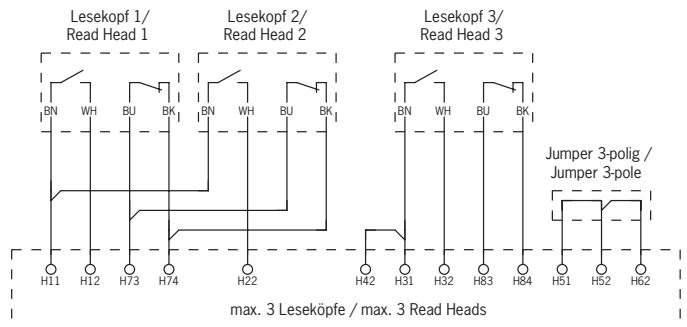 Lesekopf 1/
Read Head 1
Lesekopf 2/
Read Head 2
Lesekopf 3/
Read Head 3
BN WH BU BK BN WH BU BK BN WH BU BK
Jumper 3-polig /
Jumper 3-pole
H11 H12 H73 H74 H22 H42 H31 H32 H83 H84 H51 H52 H62
max. 3 Leseköpfe / max. 3 Read Heads